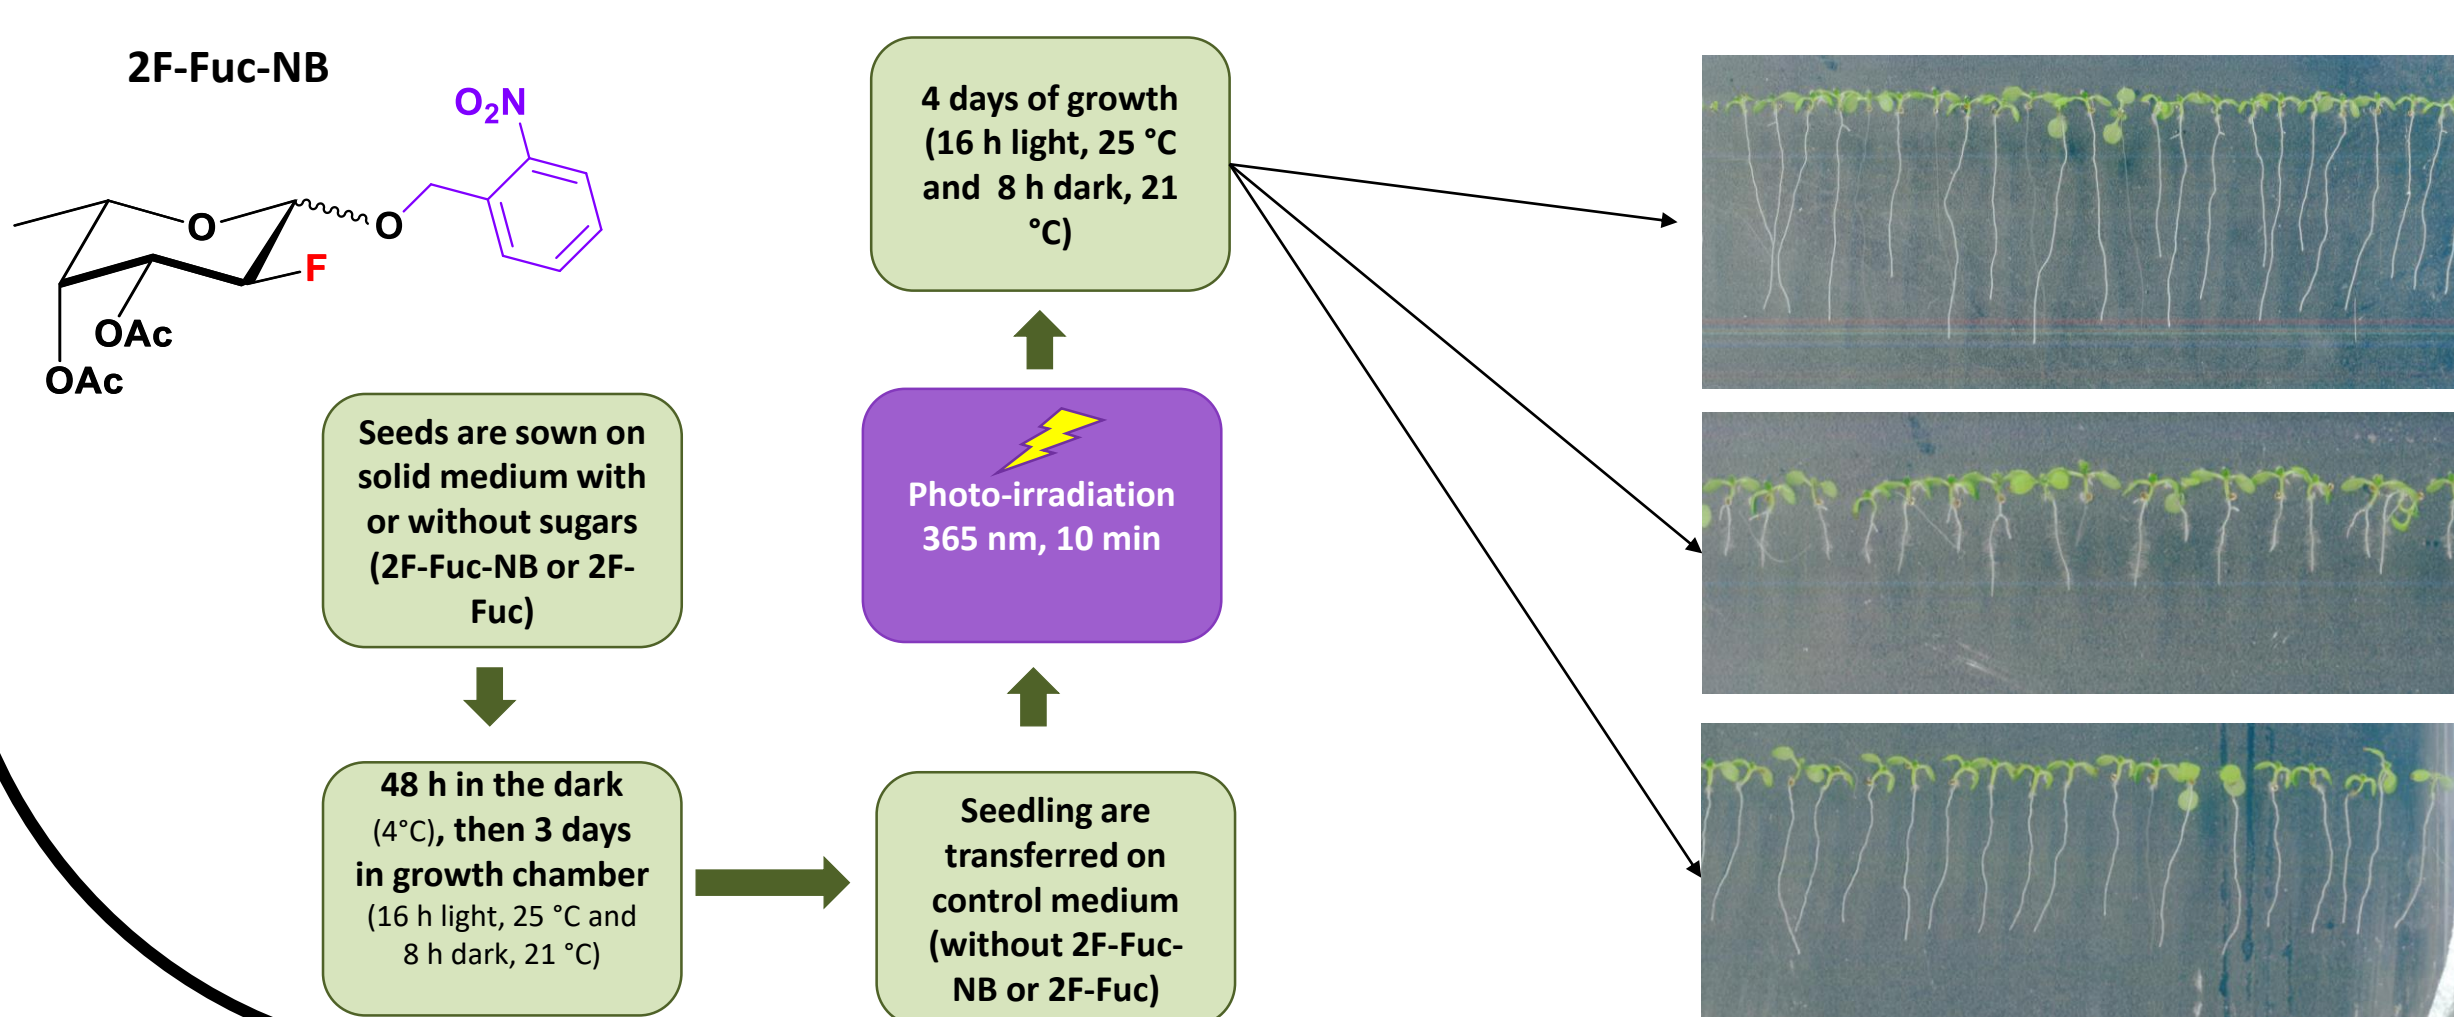 2F-Fuc-NB
O₂N
O
O
F
OAc
OAc
Seeds are sown on
solid medium with
or without sugars
(2F-Fuc-NB or 2F-
Fuc)
48 h in the dark
(4°C), then 3 days
in growth chamber
(16 h light, 25 °C and
8 h dark, 21 °C)
Seedling are
transferred on
control medium
(without 2F-Fuc-
NB or 2F-Fuc)
Photo-irradiation
365 nm, 10 min
4 days of growth
(16 h light, 25 °C
and 8 h dark, 21
°C)